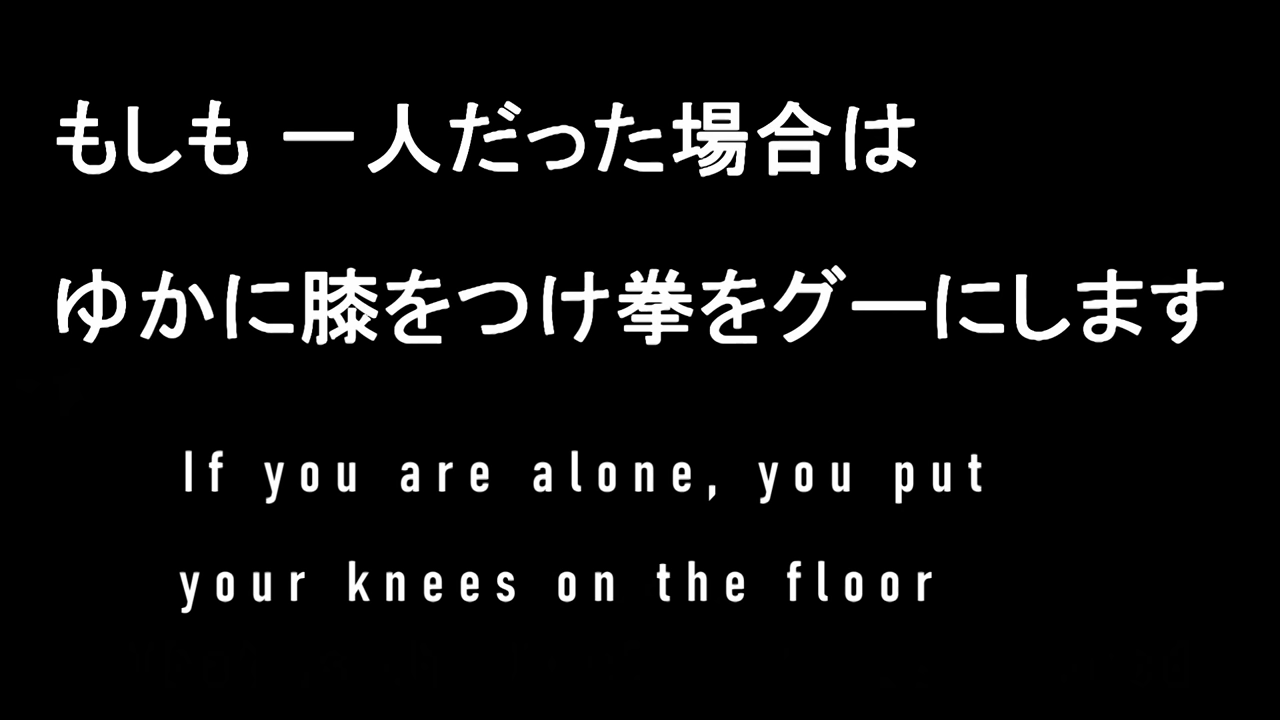 もしも 一人だった場合は
ゆかに膝をつけ拳をグーにします
If you are alone, you put
your knees on the floor